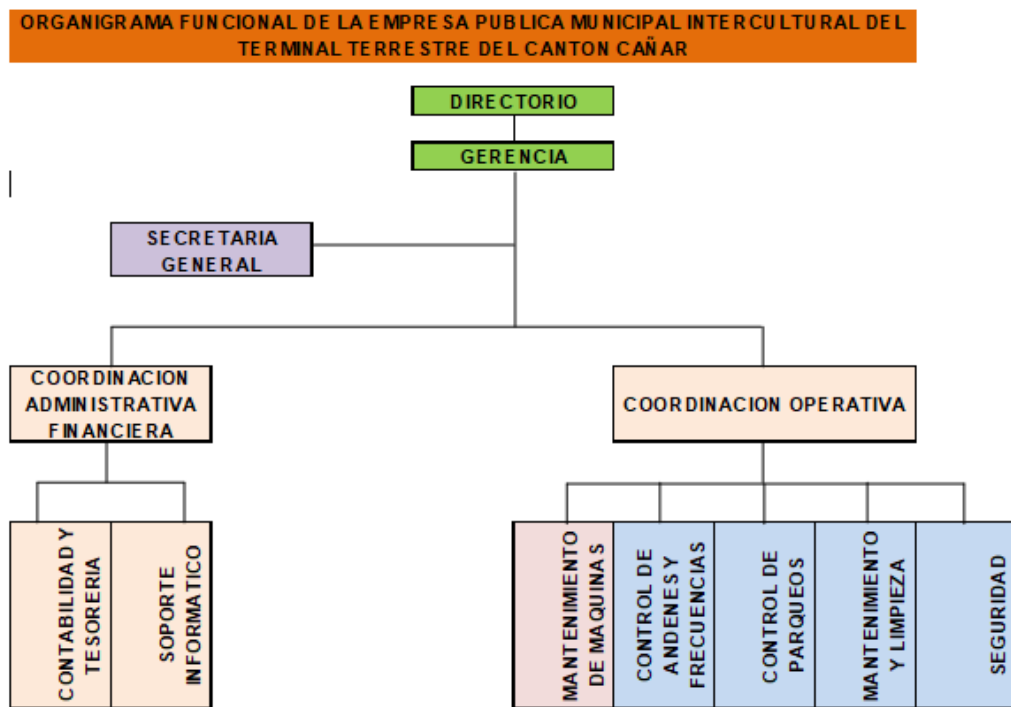 ORGANIGRAMA FUNCIONAL DE LA EMPRESA PUBLICA MUNICIPAL INTERCULTURAL DEL
TERMINAL TERRESTRE DEL CANTON CAÑAR
DIRECTORIO
GERENCIA
SECRETARIA
GENERAL
COORDINACION
ADMINISTRATIVA
FINANCIERA
COORDINACION OPERATIVA
CONTABILIDAD Y
TESORERIA
SOPORTE
INFORMATICO
MANTENIMIENTO
DE MAQUINAS
CONTROL DE
ANDENES Y
FRECUENCIAS
CONTROL DE
PARQUEOS
MANTENIMIENTO
Y LIMPIEZA
SEGURIDAD